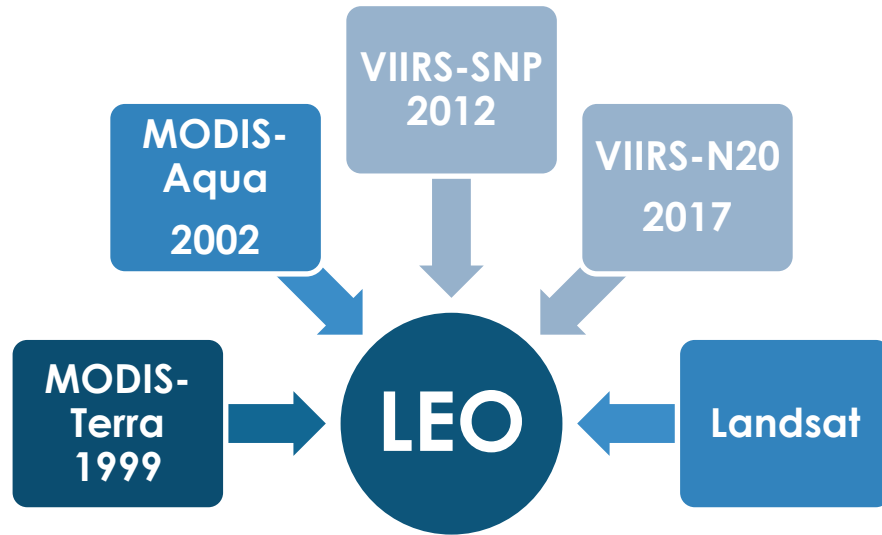 VIIRS-SNP
2012
MODIS-
Aqua
2002
VIIRS-N20
2017
MODIS-
Terra
1999
LEO
Landsat